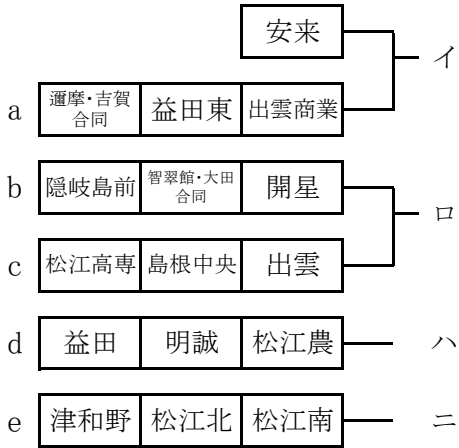 安来
イ
a 邇摩・吉賀合同 益田東 出雲商業
b 隠岐島前 智翠館・大田合同 開星
ロ
c 松江高専 島根中央 出雲
d 益田 明誠 松江農 ハ
e 津和野 松江北 松江南 ニ